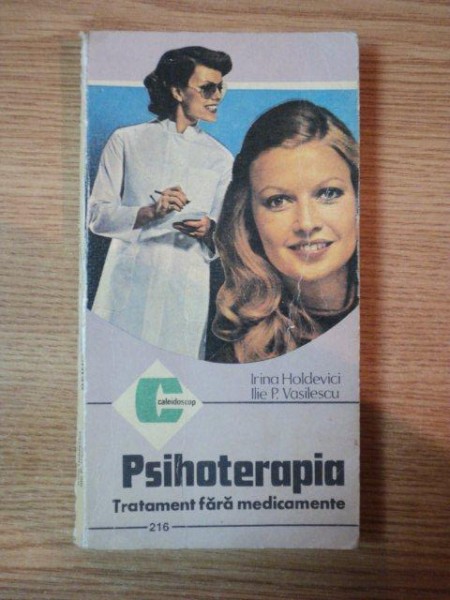 Irina Holdevici
Ilie P. Vasilescu
caleidoscop
Psihoterapia
Tratament fără medicamente
216